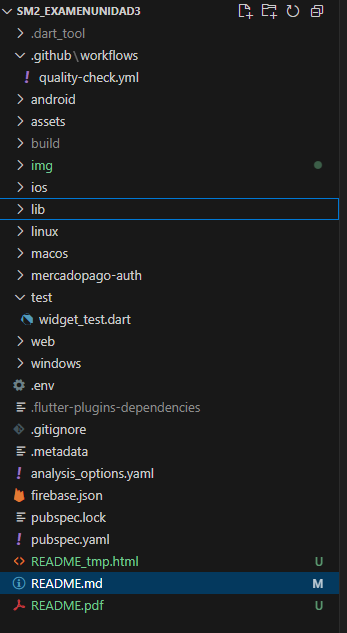 SM2_EXAMENUNIDAD3
.dart_tool
.github\workflows
quality-check.yml
android
assets
build
img
ios
lib
linux
macos
mercadopago-auth
test
widget_test.dart
web
windows
.env
.flutter-plugins-dependencies
.gitignore
.metadata
analysis_options.yaml
firebase.json
pubspec.lock
pubspec.yaml
README_tmp.html U
README.md M
README.pdf U